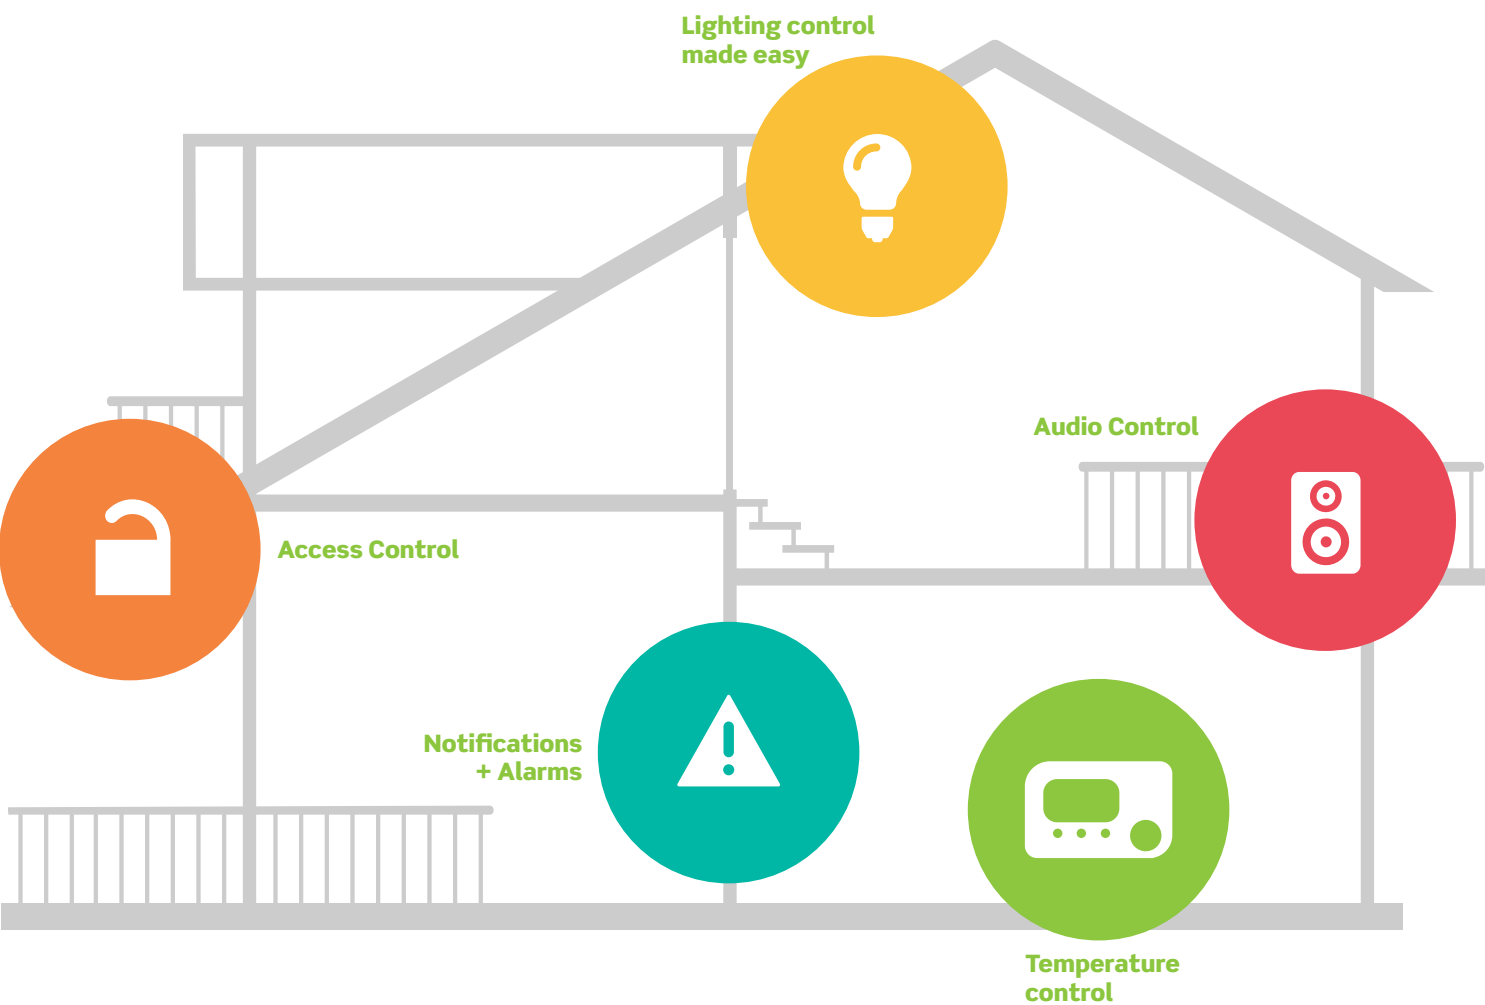 Lighting control
made easy
Audio Control
Access Control
Notifications
+ Alarms
Temperature
control